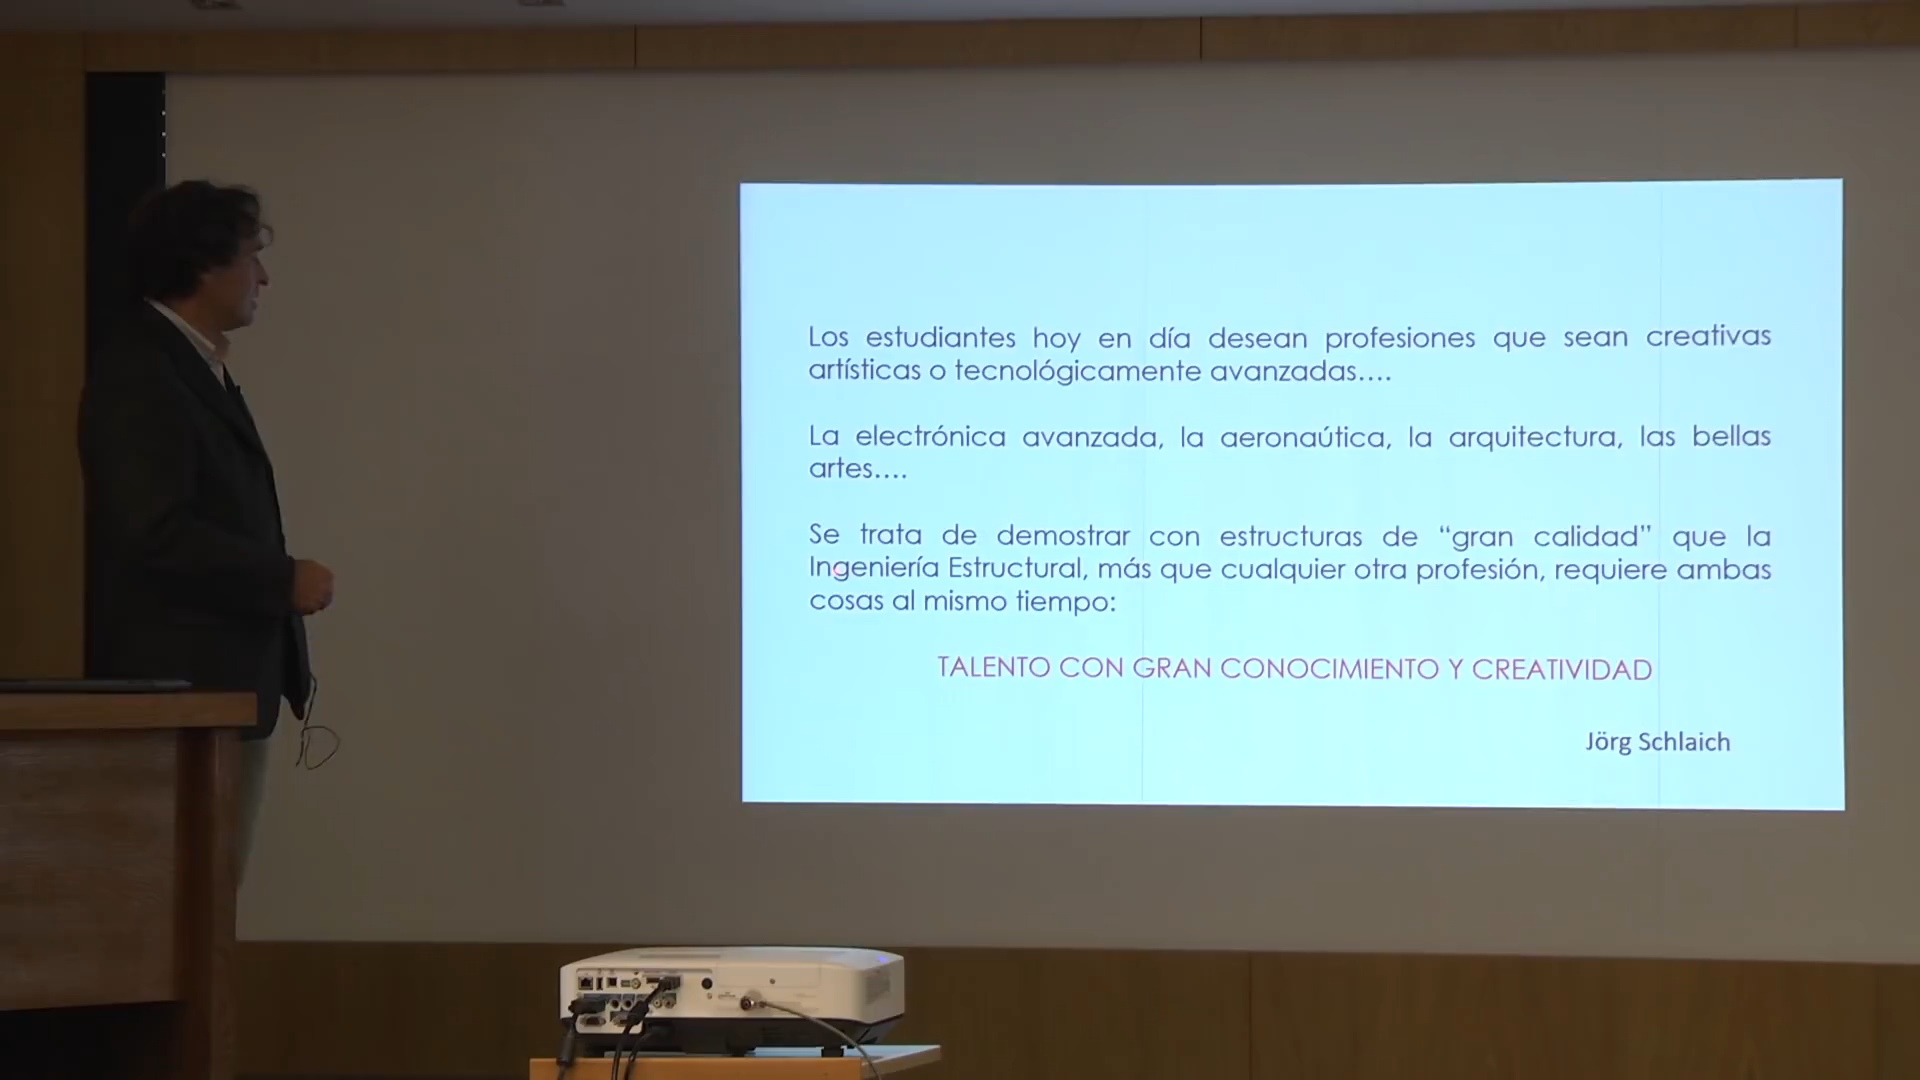 Los estudiantes hoy en día desean profesiones que sean creativas
artísticas o tecnológicamente avanzadas....
La electrónica avanzada, la aeronaútica, la arquitectura, las bellas
artes....
Se trata de demostrar con estructuras de “gran calidad” que la
Ingeniería Estructural, más que cualquier otra profesión, requiere ambas
cosas al mismo tiempo:
TALENTO CON GRAN CONOCIMIENTO Y CREATIVIDAD
Jörg Schlaich